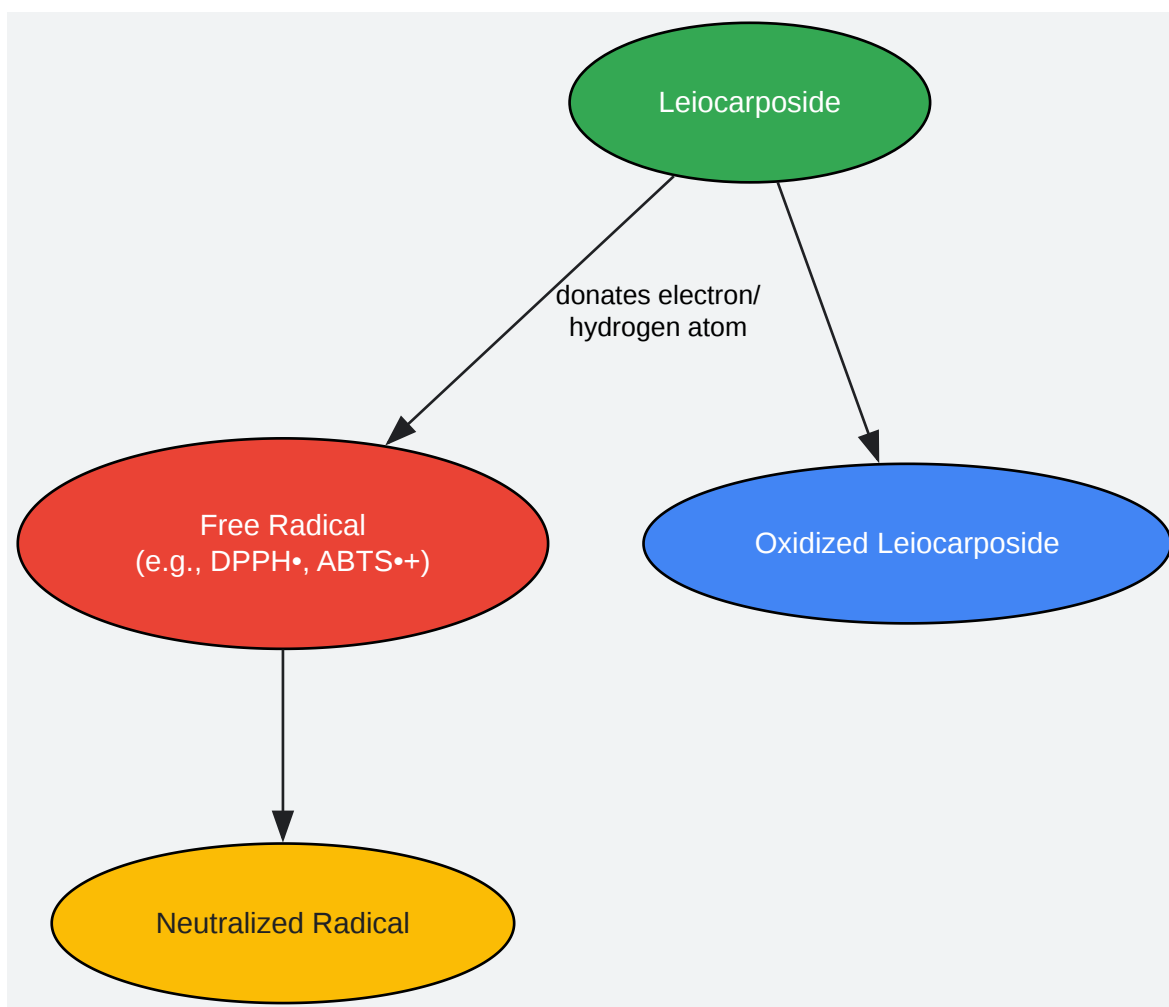 Leiocarposide
donates electron/
hydrogen atom
Free Radical
(e.g., DPPH•, ABTS•+)
Oxidized Leiocarposide
Neutralized Radical